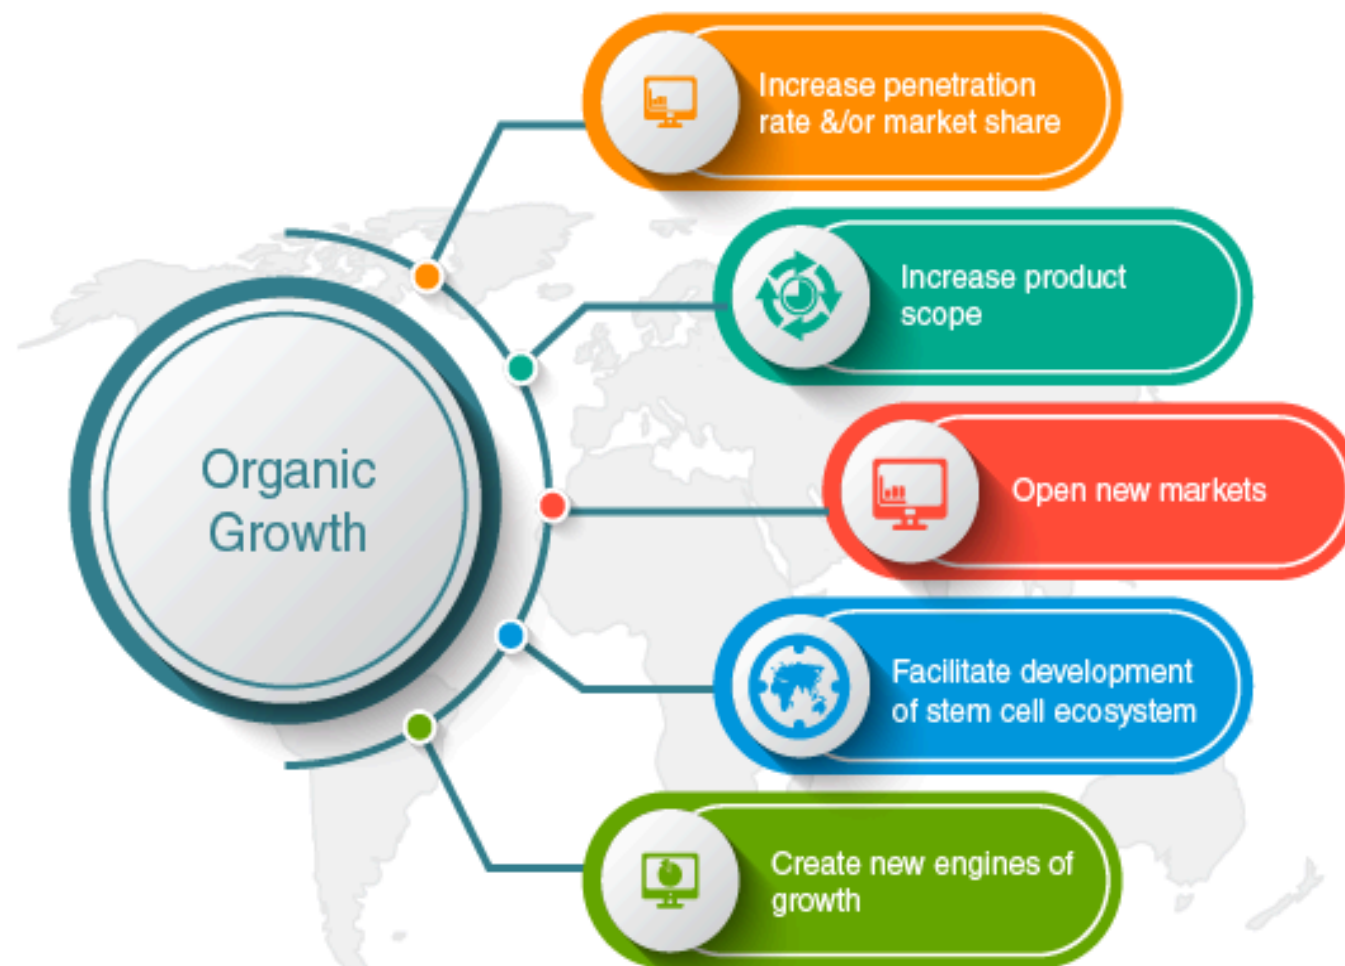 Increase penetration
rate &/or market share
Increase product
scope
Organic
Growth
Open new markets
Facilitate development
of stem cell ecosystem
Create new engines of
growth